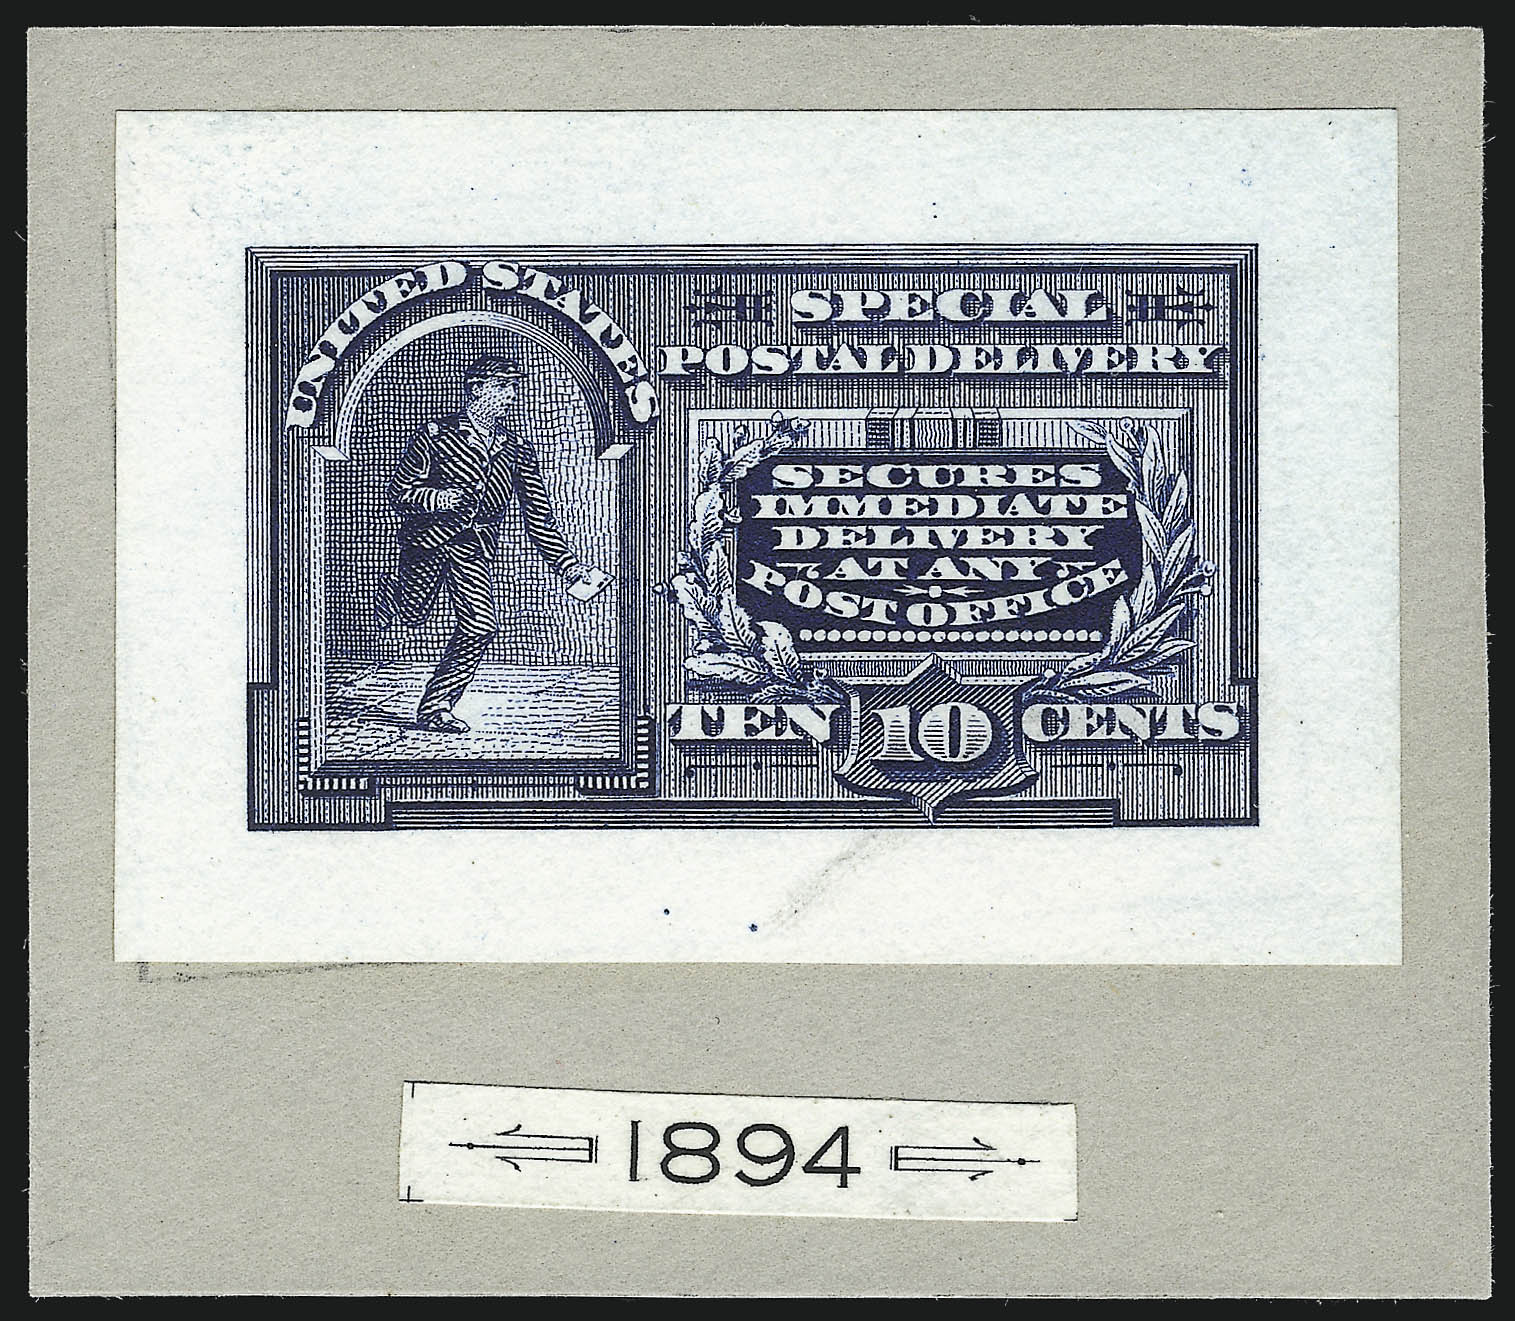 UNITED STATES
SPECIAL
POSTAL DELIVERY
SECURES
IMMEDIATE
DELIVERY
AT ANY
POST OFFICE
TEN 10 CENTS
1894